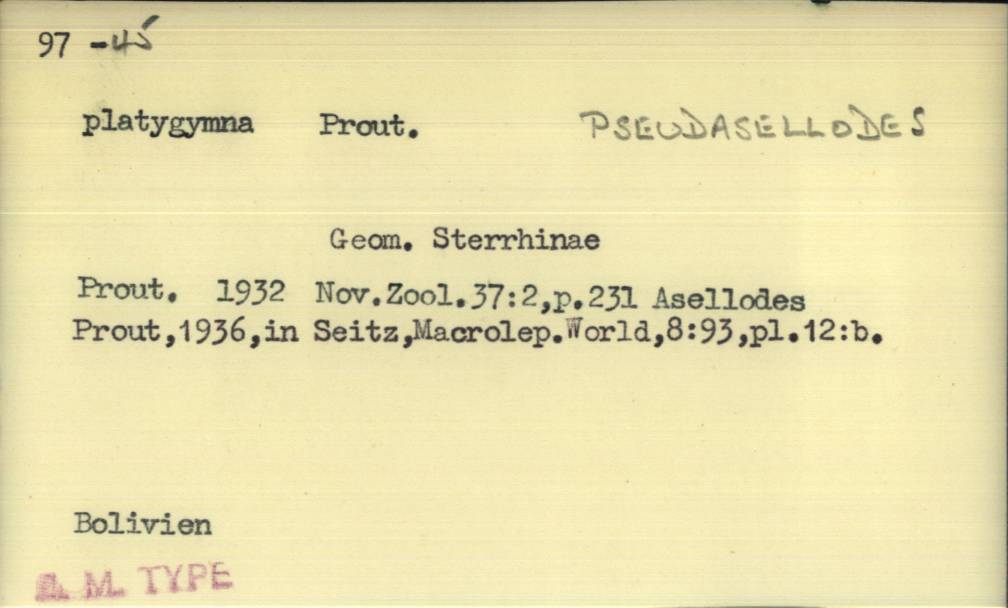 97 -45
platygymna Prout. PSEUDASELLODES
Geom. Sterrhinae
Prout. 1932 Nov.Zool.37:2,p.231 Asellodes
Prout,1936,in Seitz,Macrolep.World,8:93,pl.12:b.
Bolivien
B. M. TYPE